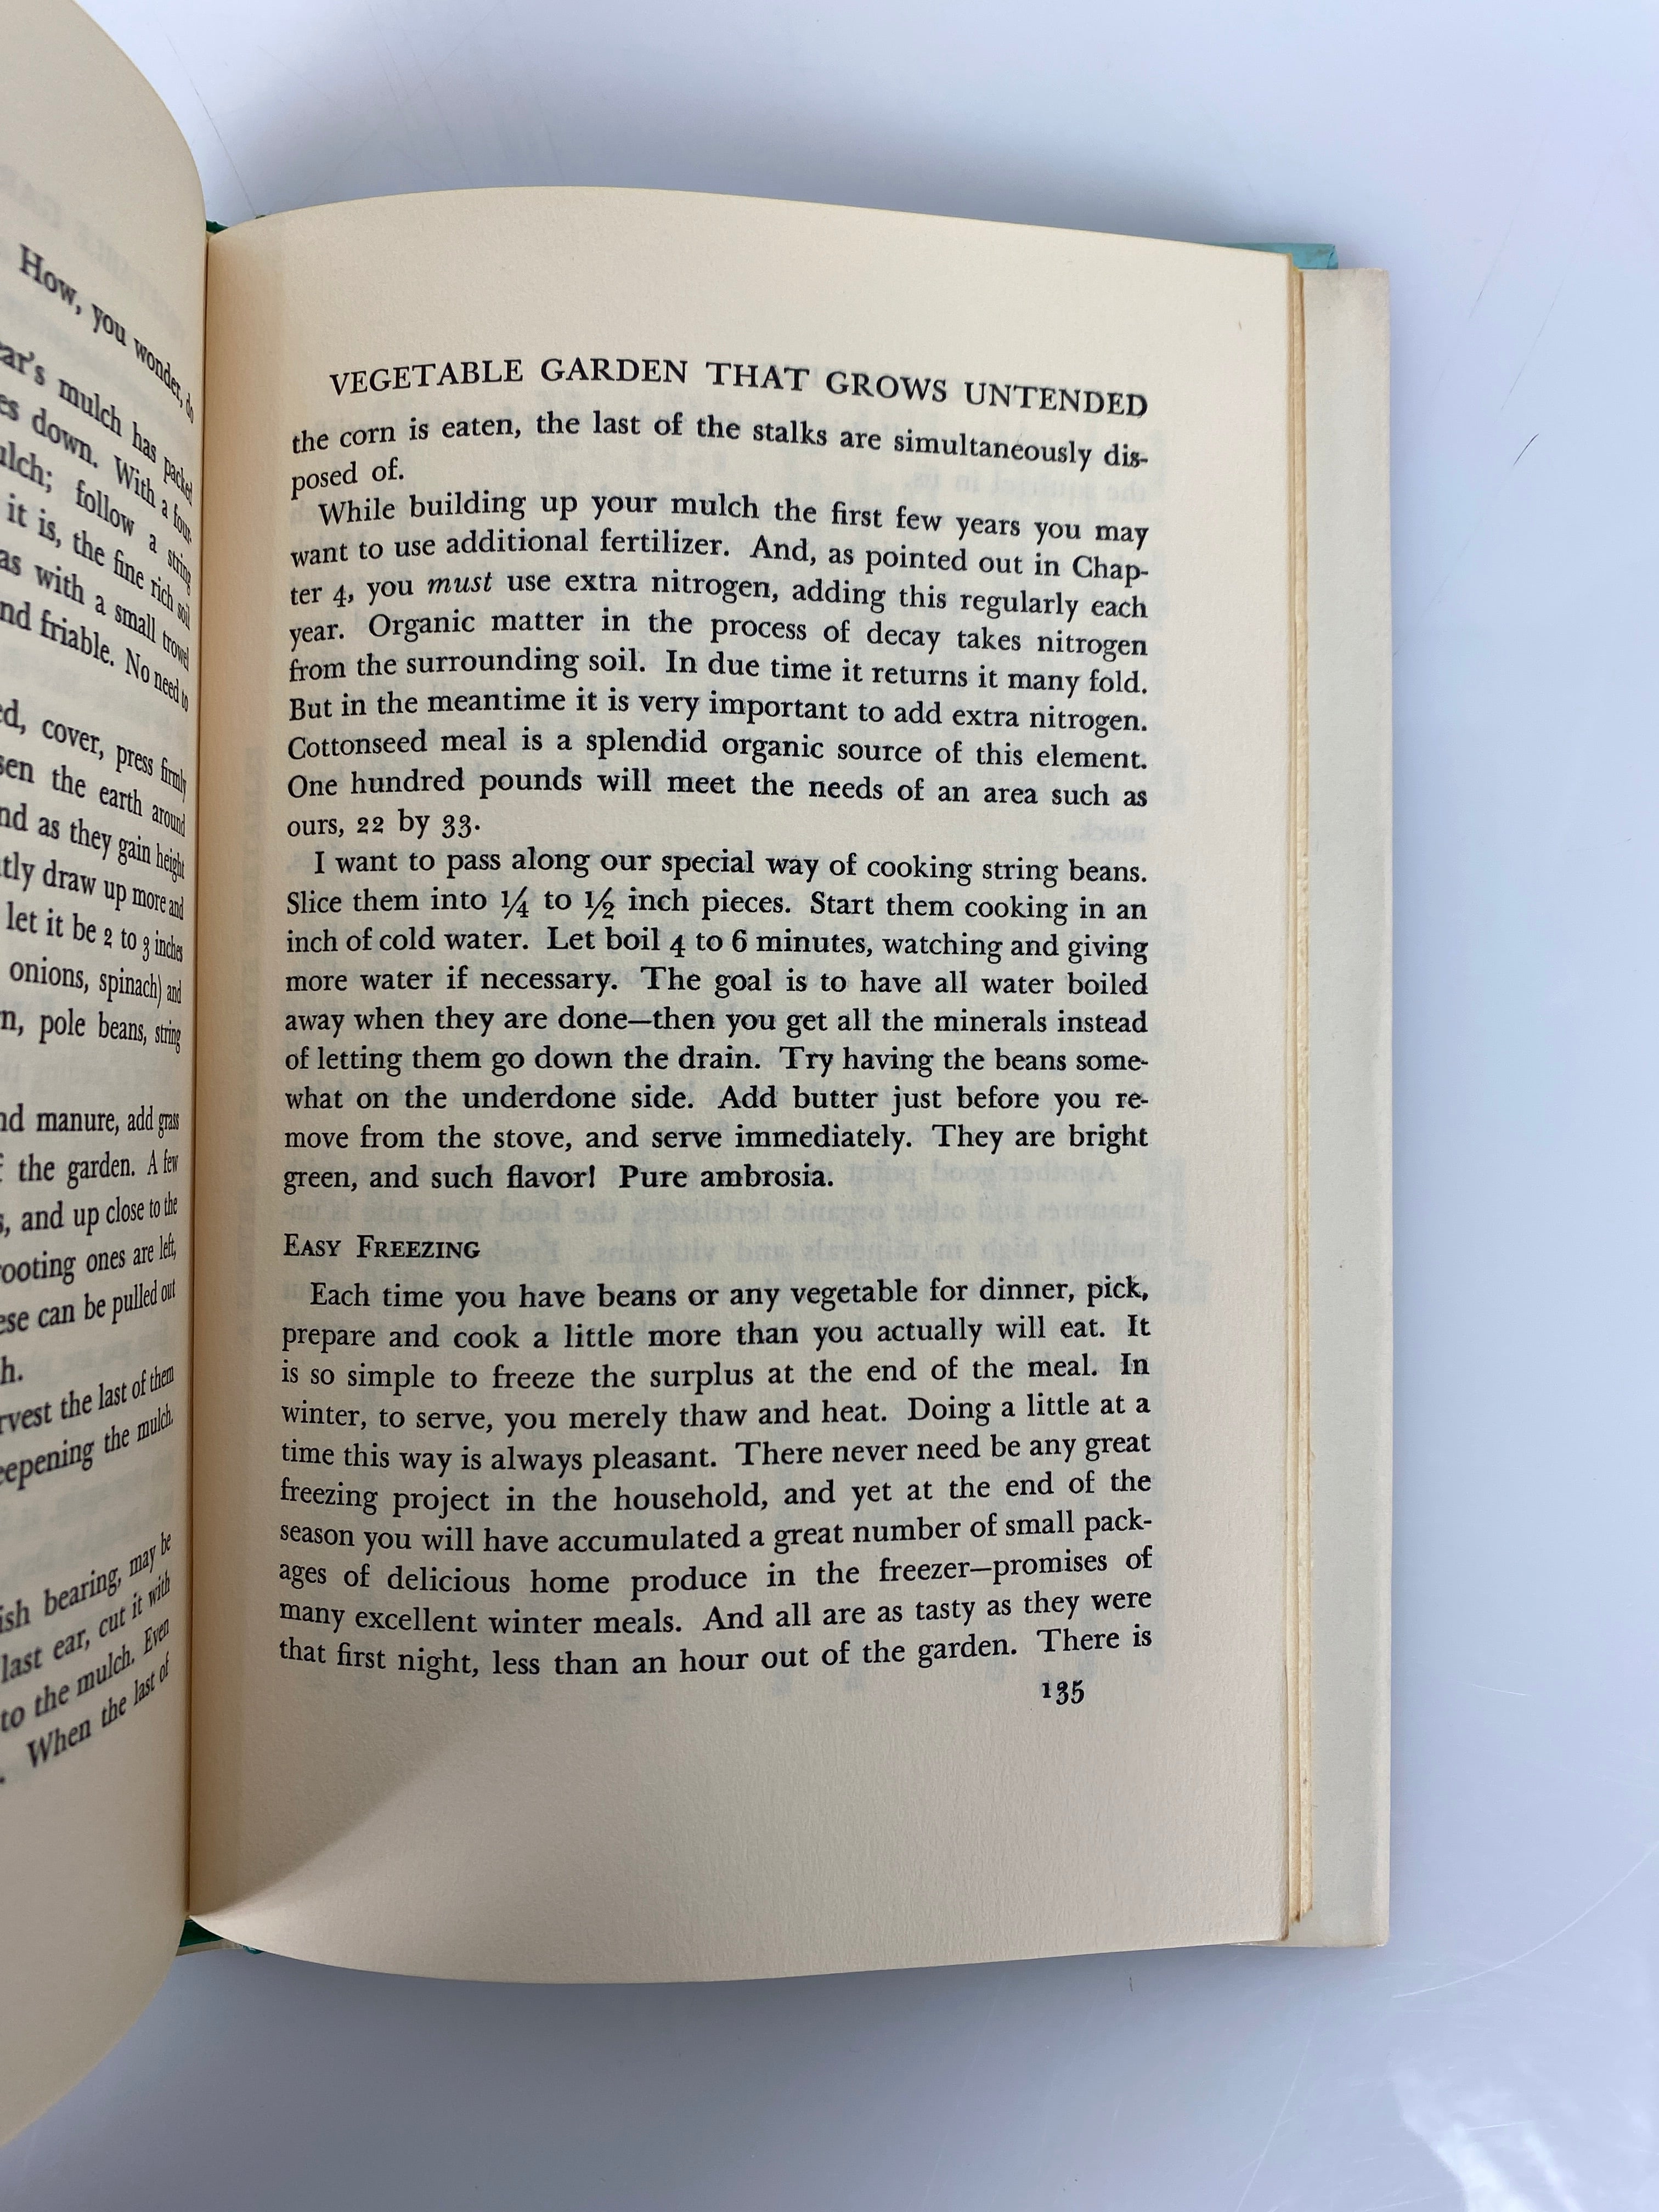 How, you wonder, do
ear's mulch has packed
es down. With a four-
ulch; follow a string
it is, the fine rich soil
as with a small trowel
nd friable. No need to
ed, cover, press firmly
sen the earth around
nd as they gain height
tly draw up more and
let it be 2 to 3 inches
onions, spinach) and
n, pole beans, string
nd manure, add grass
f the garden. A few
s, and up close to the
ooting ones are left,
ese can be pulled out
h.
rvest the last of them
eepening the mulch.
ish bearing, may be
last ear, cut it with
to the mulch. Even
. When the last of
VEGETABLE GARDEN THAT GROWS UNTENDED
the corn is eaten, the last of the stalks are simultaneously dis-
posed of.
While building up your mulch the first few years you may
want to use additional fertilizer. And, as pointed out in Chap-
ter 4, you must use extra nitrogen, adding this regularly each
year. Organic matter in the process of decay takes nitrogen
from the surrounding soil. In due time it returns it many fold.
But in the meantime it is very important to add extra nitrogen.
Cottonseed meal is a splendid organic source of this element.
One hundred pounds will meet the needs of an area such as
ours, 22 by 33.
I want to pass along our special way of cooking string beans.
Slice them into 1/4 to 1/2 inch pieces. Start them cooking in an
inch of cold water. Let boil 4 to 6 minutes, watching and giving
more water if necessary. The goal is to have all water boiled
away when they are done—then you get all the minerals instead
of letting them go down the drain. Try having the beans some-
what on the underdone side. Add butter just before you re-
move from the stove, and serve immediately. They are bright
green, and such flavor! Pure ambrosia.
EASY FREEZING
Each time you have beans or any vegetable for dinner, pick,
prepare and cook a little more than you actually will eat. It
is so simple to freeze the surplus at the end of the meal. In
winter, to serve, you merely thaw and heat. Doing a little at a
time this way is always pleasant. There never need be any great
freezing project in the household, and yet at the end of the
season you will have accumulated a great number of small pack-
ages of delicious home produce in the freezer—promises of
many excellent winter meals. And all are as tasty as they were
that first night, less than an hour out of the garden. There is
135